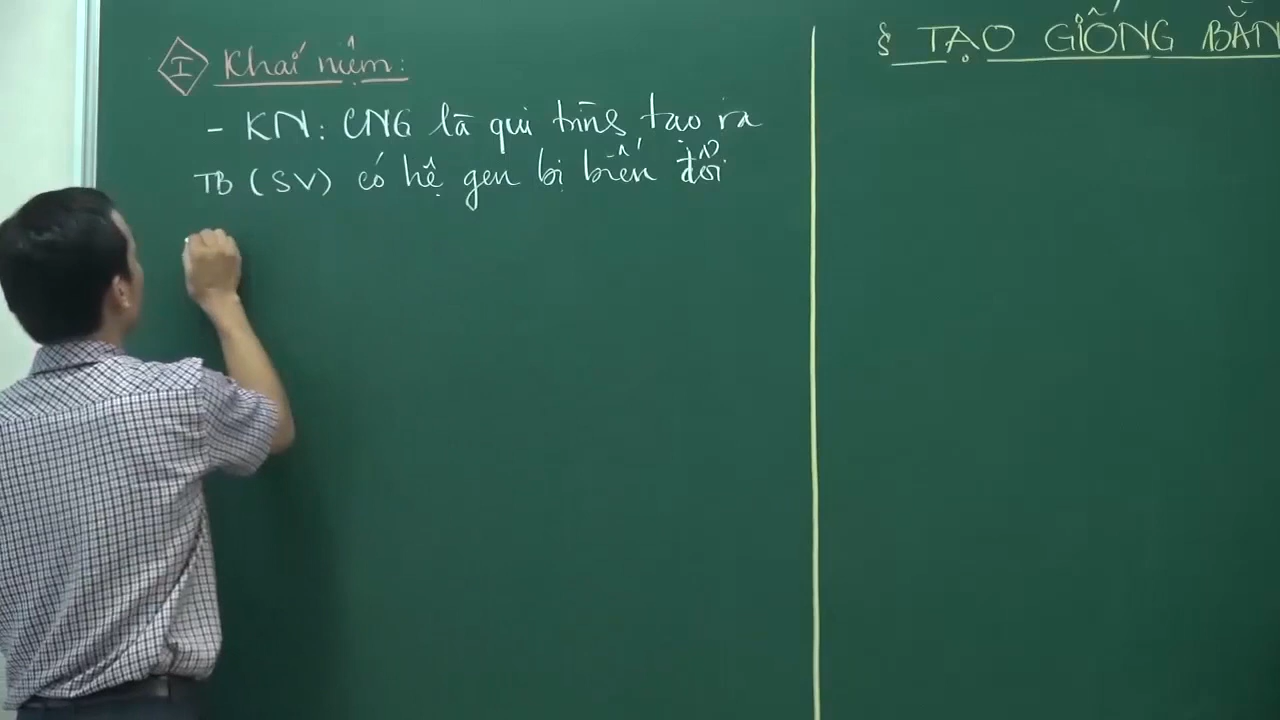 I Khái niệm:
- KN: CNG là qui trình tạo ra
TB (SV) có hệ gen bị biến đổi
§ TẠO GIỐNG BẰN